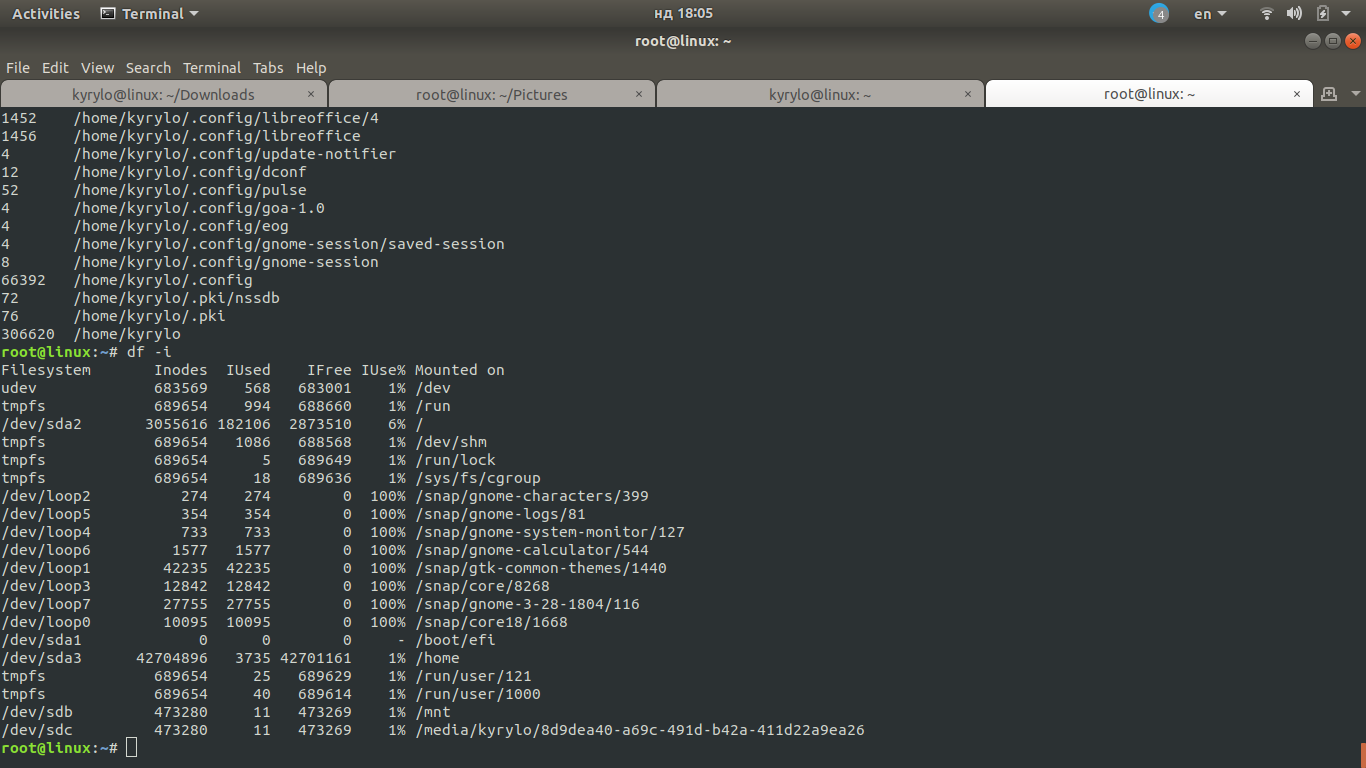 Activities Terminal нд 18:05 4 en
root@linux: ~
File Edit View Search Terminal Tabs Help
kyrylo@linux: ~/Downloads × root@linux: ~/Pictures × kyrylo@linux: ~ × root@linux: ~ ×
1452 /home/kyrylo/.config/libreoffice/4
1456 /home/kyrylo/.config/libreoffice
4 /home/kyrylo/.config/update-notifier
12 /home/kyrylo/.config/dconf
52 /home/kyrylo/.config/pulse
4 /home/kyrylo/.config/goa-1.0
4 /home/kyrylo/.config/eog
4 /home/kyrylo/.config/gnome-session/saved-session
8 /home/kyrylo/.config/gnome-session
66392 /home/kyrylo/.config
72 /home/kyrylo/.pki/nssdb
76 /home/kyrylo/.pki
306620 /home/kyrylo
root@linux:~# df -i
Filesystem Inodes IUsed IFree IUse% Mounted on
udev 683569 568 683001 1% /dev
tmpfs 689654 994 688660 1% /run
/dev/sda2 3055616 182106 2873510 6% /
tmpfs 689654 1086 688568 1% /dev/shm
tmpfs 689654 5 689649 1% /run/lock
tmpfs 689654 18 689636 1% /sys/fs/cgroup
/dev/loop2 274 274 0 100% /snap/gnome-characters/399
/dev/loop5 354 354 0 100% /snap/gnome-logs/81
/dev/loop4 733 733 0 100% /snap/gnome-system-monitor/127
/dev/loop6 1577 1577 0 100% /snap/gnome-calculator/544
/dev/loop1 42235 42235 0 100% /snap/gtk-common-themes/1440
/dev/loop3 12842 12842 0 100% /snap/core/8268
/dev/loop7 27755 27755 0 100% /snap/gnome-3-28-1804/116
/dev/loop0 10095 10095 0 100% /snap/core18/1668
/dev/sda1 0 0 0 - /boot/efi
/dev/sda3 42704896 3735 42701161 1% /home
tmpfs 689654 25 689629 1% /run/user/121
tmpfs 689654 40 689614 1% /run/user/1000
/dev/sdb 473280 11 473269 1% /mnt
/dev/sdc 473280 11 473269 1% /media/kyrylo/8d9dea40-a69c-491d-b42a-411d22a9ea26
root@linux:~#